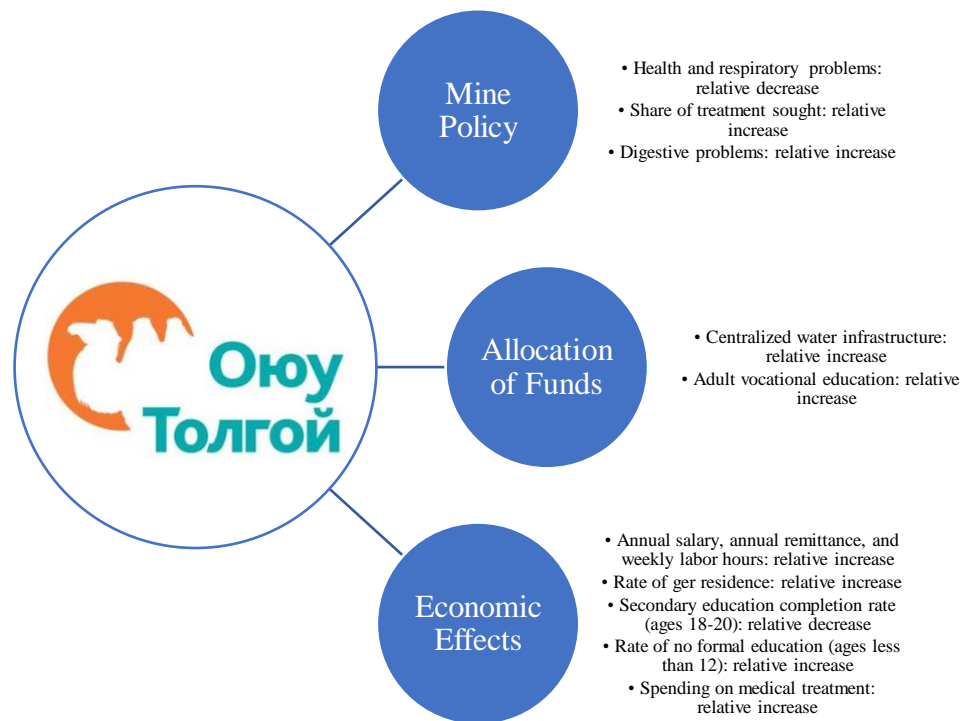 Mine
Policy
• Health and respiratory problems:
relative decrease
• Share of treatment sought: relative
increase
• Digestive problems: relative increase
Оюу
Толгой
Allocation
of Funds
• Centralized water infrastructure:
relative increase
• Adult vocational education: relative
increase
Economic
Effects
• Annual salary, annual remittance, and
weekly labor hours: relative increase
• Rate of ger residence: relative increase
• Secondary education completion rate
(ages 18-20): relative decrease
• Rate of no formal education (ages less
than 12): relative increase
• Spending on medical treatment:
relative increase